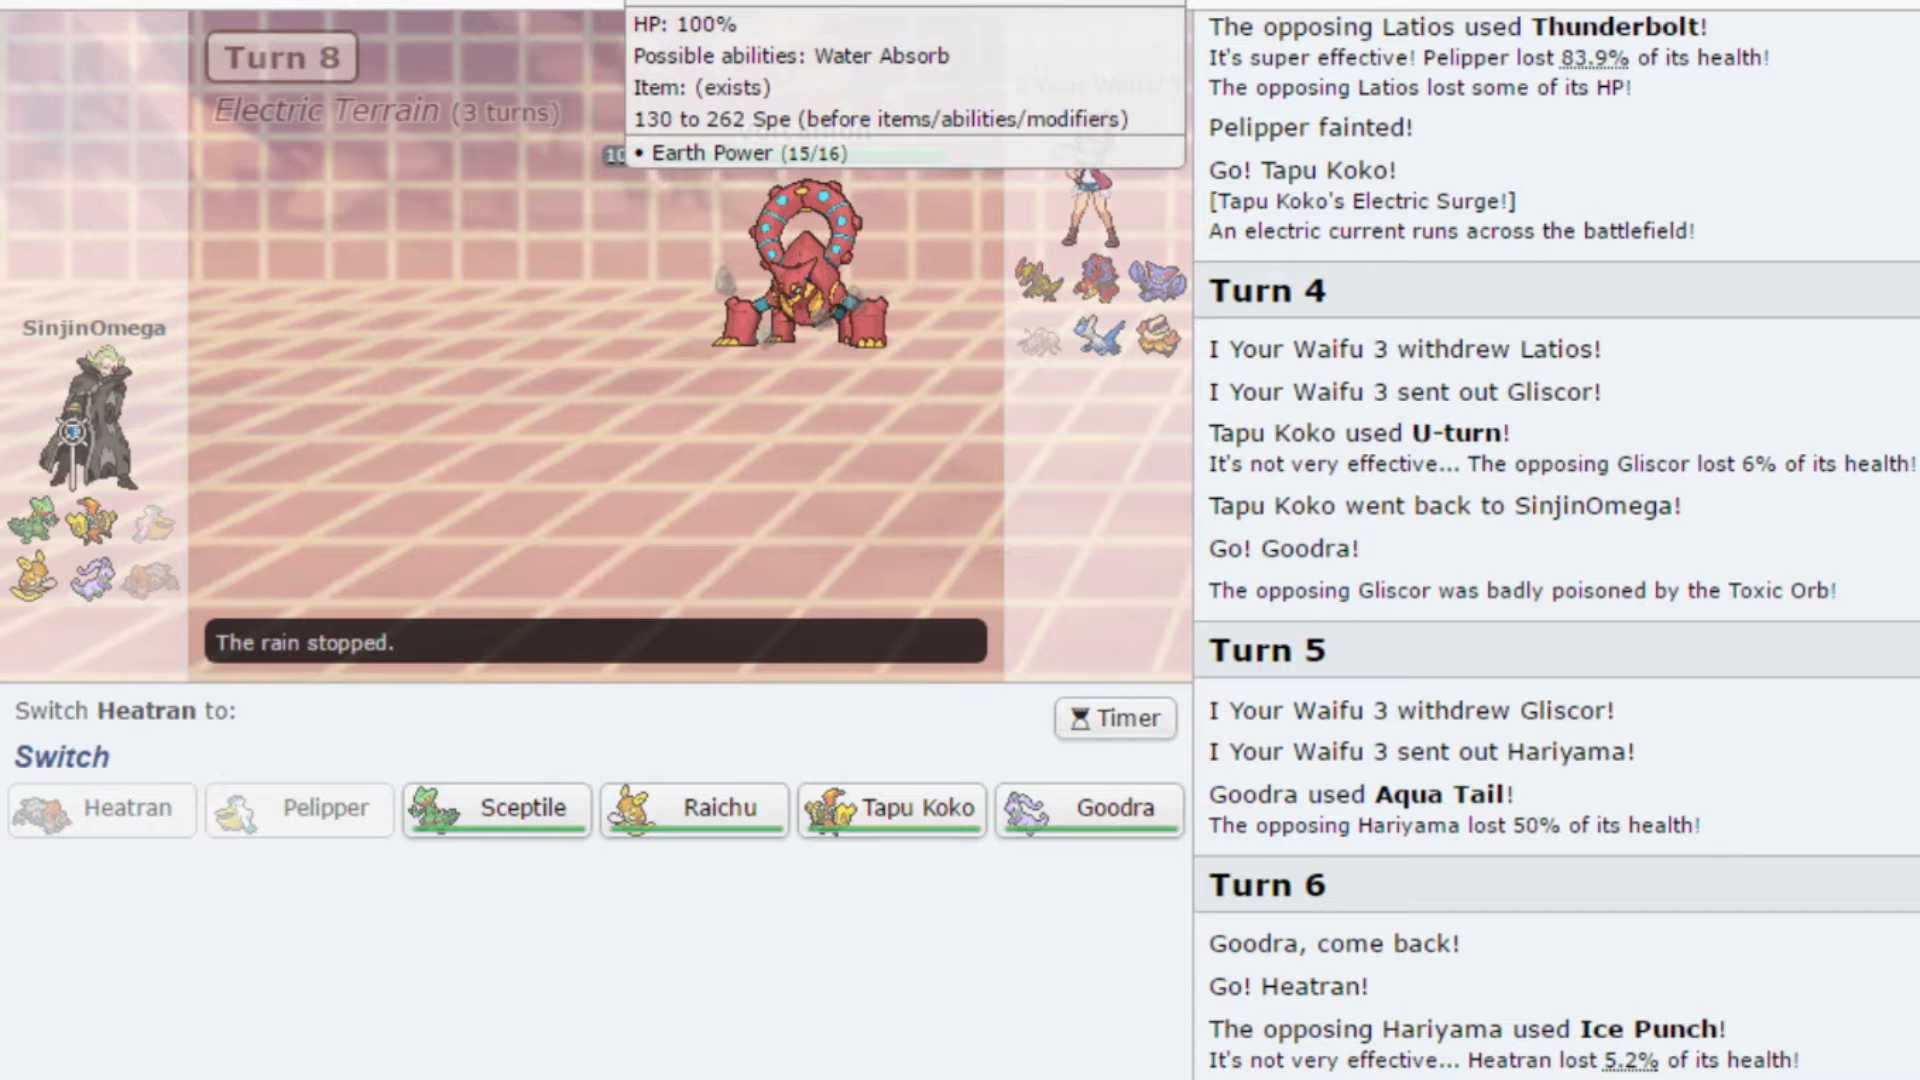 Turn 8
Electric Terrain (3 turns)
HP: 100%
Possible abilities: Water Absorb
Item: (exists)
130 to 262 Spe (before items/abilities/modifiers)
• Earth Power (15/16)
SinjinOmega
The rain stopped.
Switch Heatran to:
Timer
Switch
Heatran
Pelipper
Sceptile
Raichu
Tapu Koko
Goodra
The opposing Latios used Thunderbolt!
It's super effective! Pelipper lost 83.9% of its health!
The opposing Latios lost some of its HP!
Pelipper fainted!
Go! Tapu Koko!
[Tapu Koko's Electric Surge!]
An electric current runs across the battlefield!
Turn 4
I Your Waifu 3 withdrew Latios!
I Your Waifu 3 sent out Gliscor!
Tapu Koko used U-turn!
It's not very effective... The opposing Gliscor lost 6% of its health!
Tapu Koko went back to SinjinOmega!
Go! Goodra!
The opposing Gliscor was badly poisoned by the Toxic Orb!
Turn 5
I Your Waifu 3 withdrew Gliscor!
I Your Waifu 3 sent out Hariyama!
Goodra used Aqua Tail!
The opposing Hariyama lost 50% of its health!
Turn 6
Goodra, come back!
Go! Heatran!
The opposing Hariyama used Ice Punch!
It's not very effective... Heatran lost 5.2% of its health!